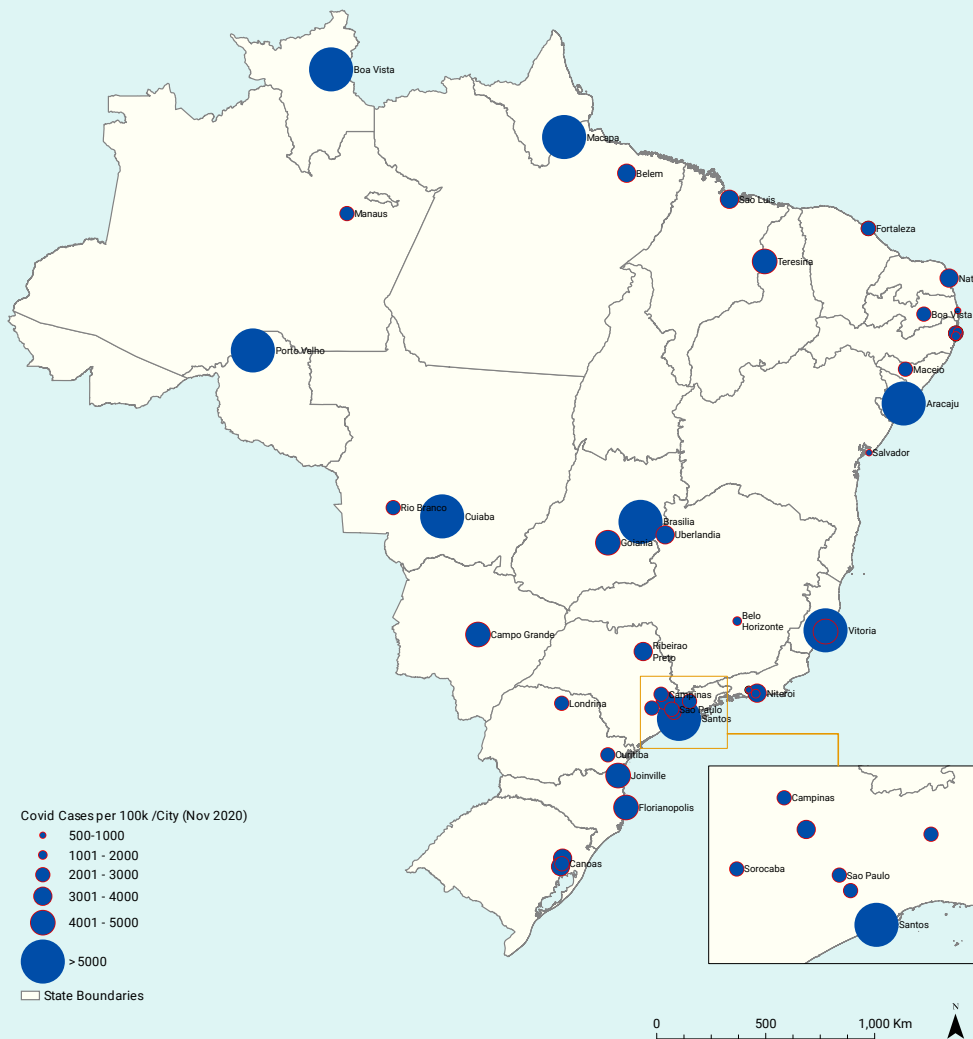 Boa Vista
Macapa
Belem
Manaus
Sao Luis
Fortaleza
Teresina
Nat
Boa Vista
Porto Velho
Maceio
Aracaju
Salvador
Rio Branco
Cuiaba
Brasilia
Uberlandia
Goiania
Belo
Horizonte
Vitoria
Campo Grande
Ribeirao
Preto
Campinas
Niteroi
Londrina
Sao Paulo
Santos
Curitiba
Joinville
Florianopolis
Canoas
Campinas
Sorocaba
Sao Paulo
Santos
Covid Cases per 100k /City (Nov 2020)
500-1000
1001 - 2000
2001 - 3000
3001 - 4000
4001 - 5000
> 5000
State Boundaries
N
0 500 1,000 Km